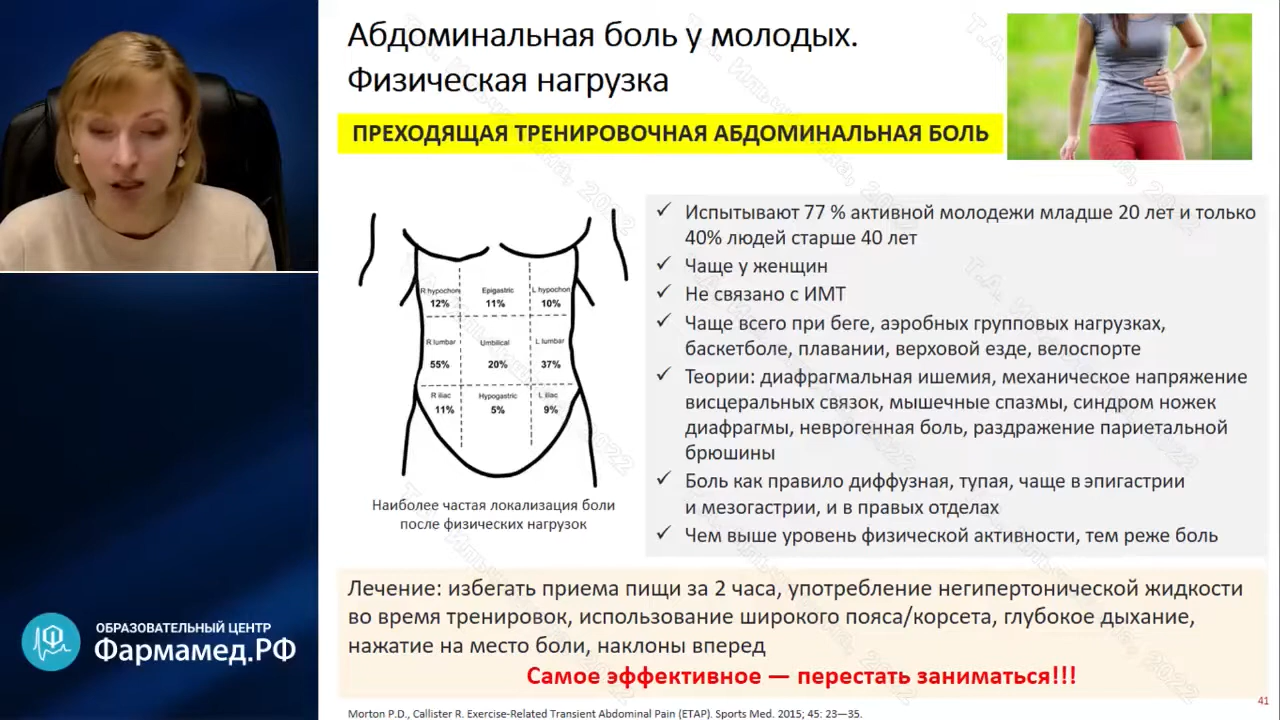 Абдоминальная боль у молодых.
Физическая нагрузка
ПРЕХОДЯЩАЯ ТРЕНИРОВОЧНАЯ АБДОМИНАЛЬНАЯ БОЛЬ
R hypochon Epigastric L hypochon
12% 11% 10%
R lumbar Umbilical L lumbar
55% 20% 37%
R iliac Hypogastric L iliac
11% 5% 9%
Наиболее частая локализация боли
после физических нагрузок
✓ Испытывают 77 % активной молодежи младше 20 лет и только
40% людей старше 40 лет
✓ Чаще у женщин
✓ Не связано с ИМТ
✓ Чаще всего при беге, аэробных групповых нагрузках,
баскетболе, плавании, верховой езде, велоспорте
✓ Теории: диафрагмальная ишемия, механическое напряжение
висцеральных связок, мышечные спазмы, синдром ножек
диафрагмы, неврогенная боль, раздражение париетальной
брюшины
✓ Боль как правило диффузная, тупая, чаще в эпигастрии
и мезогастрии, и в правых отделах
✓ Чем выше уровень физической активности, тем реже боль
Лечение: избегать приема пищи за 2 часа, употребление негипертонической жидкости
во время тренировок, использование широкого пояса/корсета, глубокое дыхание,
нажатие на место боли, наклоны вперед
Самое эффективное — перестать заниматься!!!
41
Morton P.D., Callister R. Exercise-Related Transient Abdominal Pain (ETAP). Sports Med. 2015; 45: 23—35.
ОБРАЗОВАТЕЛЬНЫЙ ЦЕНТР
Фармамед.РФ